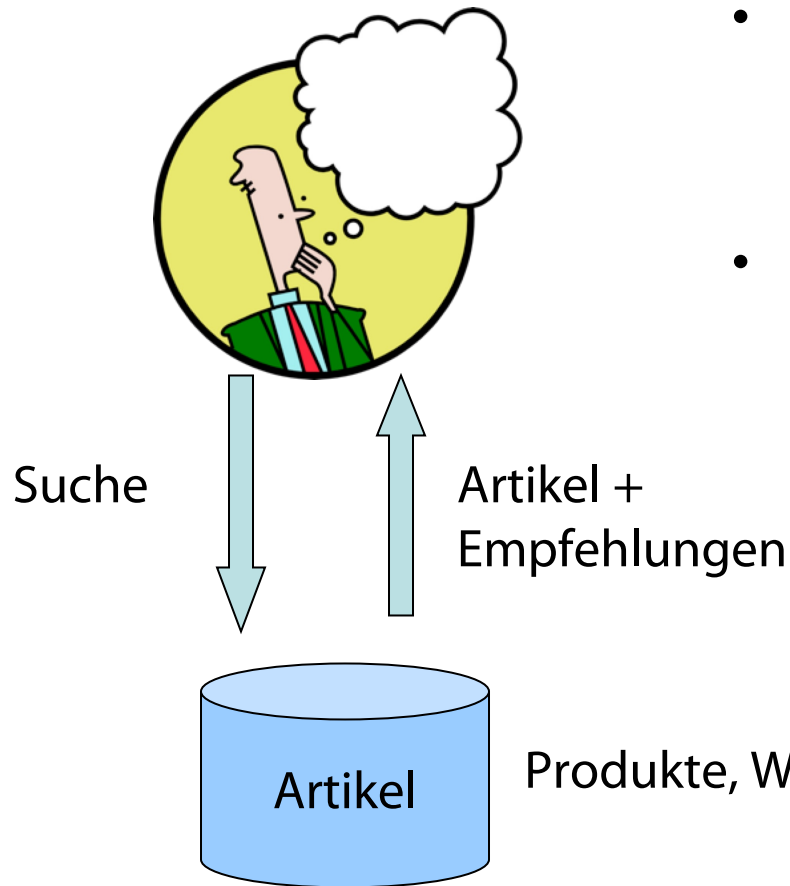 •
•
Suche
Artikel +
Empfehlungen
Artikel
Produkte, W